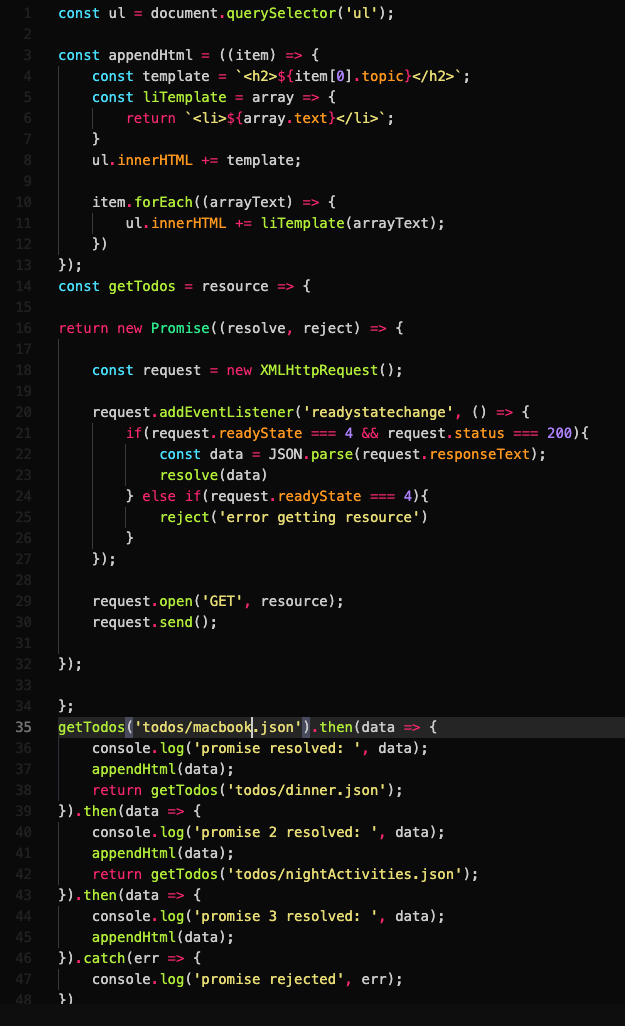 1 const ul = document.querySelector('ul');
2
3 const appendHtml = ((item) => {
4     const template = `<h2>${item[0].topic}</h2>`;
5     const liTemplate = array => {
6         return `<li>${array.text}</li>`;
7     }
8     ul.innerHTML += template;
9
10     item.forEach((arrayText) => {
11         ul.innerHTML += liTemplate(arrayText);
12     })
13 });
14 const getTodos = resource => {
15
16 return new Promise((resolve, reject) => {
17
18     const request = new XMLHttpRequest();
19
20     request.addEventListener('readystatechange', () => {
21         if(request.readyState === 4 && request.status === 200){
22             const data = JSON.parse(request.responseText);
23             resolve(data)
24         } else if(request.readyState === 4){
25             reject('error getting resource')
26         }
27     });
28
29     request.open('GET', resource);
30     request.send();
31
32 });
33
34 };
35 getTodos('todos/macbook.json').then(data => {
36     console.log('promise resolved: ', data);
37     appendHtml(data);
38     return getTodos('todos/dinner.json');
39 }).then(data => {
40     console.log('promise 2 resolved: ', data);
41     appendHtml(data);
42     return getTodos('todos/nightActivities.json');
43 }).then(data => {
44     console.log('promise 3 resolved: ', data);
45     appendHtml(data);
46 }).catch(err => {
47     console.log('promise rejected', err);
48 })